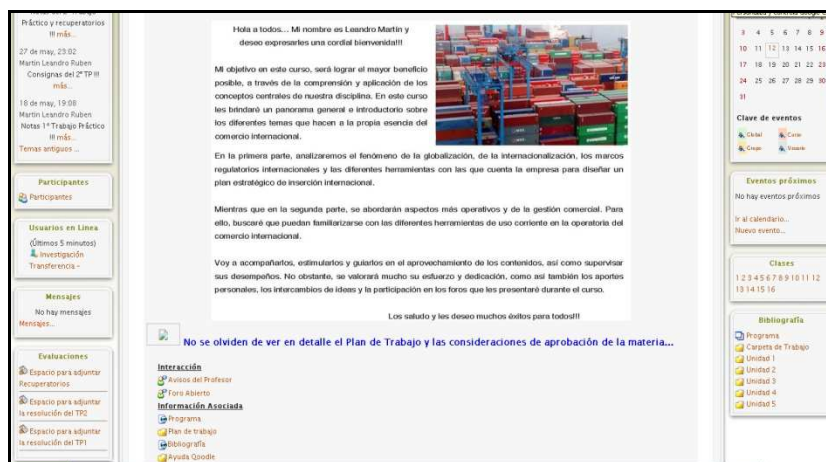 Práctico y recuperatorios
!!! más...
27 de may, 23:02
Martin Leandro Ruben
Consignas del 2º TP !!!
más...
18 de may, 19:08
Martin Leandro Ruben
Notas 1º Trabajo Práctico
!!! más...
Temas antiguos ...
Participantes
Participantes
Usuarios en Línea
(Últimos 5 minutos)
Investigación
Transferencia -
Mensajes
No hay mensajes
Mensajes...
Evaluaciones
Espacio para adjuntar
Recuperatorios
Espacio para adjuntar
la resolución del TP2
Espacio para adjuntar
la resolución del TP1
Hola a todos... Mi nombre es Leandro Martin y
deseo expresarles una cordial bienvenida!!!
Mi objetivo en este curso, será lograr el mayor beneficio
posible, a través de la comprensión y aplicación de los
conceptos centrales de nuestra disciplina. En este curso
les brindaré un panorama general e introductorio sobre
los diferentes temas que hacen a la propia esencia del
comercio internacional.
En la primera parte, analizaremos el fenómeno de la globalización, de la internacionalización, los marcos
regulatorios internacionales y las diferentes herramientas con las que cuenta la empresa para diseñar un
plan estratégico de inserción internacional.
Mientras que en la segunda parte, se abordarán aspectos más operativos y de la gestión comercial. Para
ello, buscaré que puedan familiarizarse con las diferentes herramientas de uso corriente en la operatoria del
comercio internacional.
Voy a acompañarlos, estimularlos y guiarlos en el aprovechamiento de los contenidos, así como supervisar
sus desempeños. No obstante, se valorará mucho su esfuerzo y dedicación, como así también los aportes
personales, los intercambios de ideas y la participación en los foros que les presentaré durante el curso.
Los saludo y les deseo muchos éxitos para todos!!!
No se olviden de ver en detalle el Plan de Trabajo y las consideraciones de aprobación de la materia...
Interacción
Avisos del Profesor
Foro Abierto
Información Asociada
Programa
Plan de trabajo
Bibliografía
Ayuda Qoodle
3 4 5 6 7 8 9
10 11 12 13 14 15 16
17 18 19 20 21 22 23
24 25 26 27 28 29 30
31
Clave de eventos
Global Curso
Grupo Usuario
Eventos próximos
No hay eventos próximos
Ir al calendario...
Nuevo evento...
Clases
1 2 3 4 5 6 7 8 9 10 11 12
13 14 15 16
Bibliografía
Programa
Carpeta de Trabajo
Unidad 1
Unidad 2
Unidad 3
Unidad 4
Unidad 5